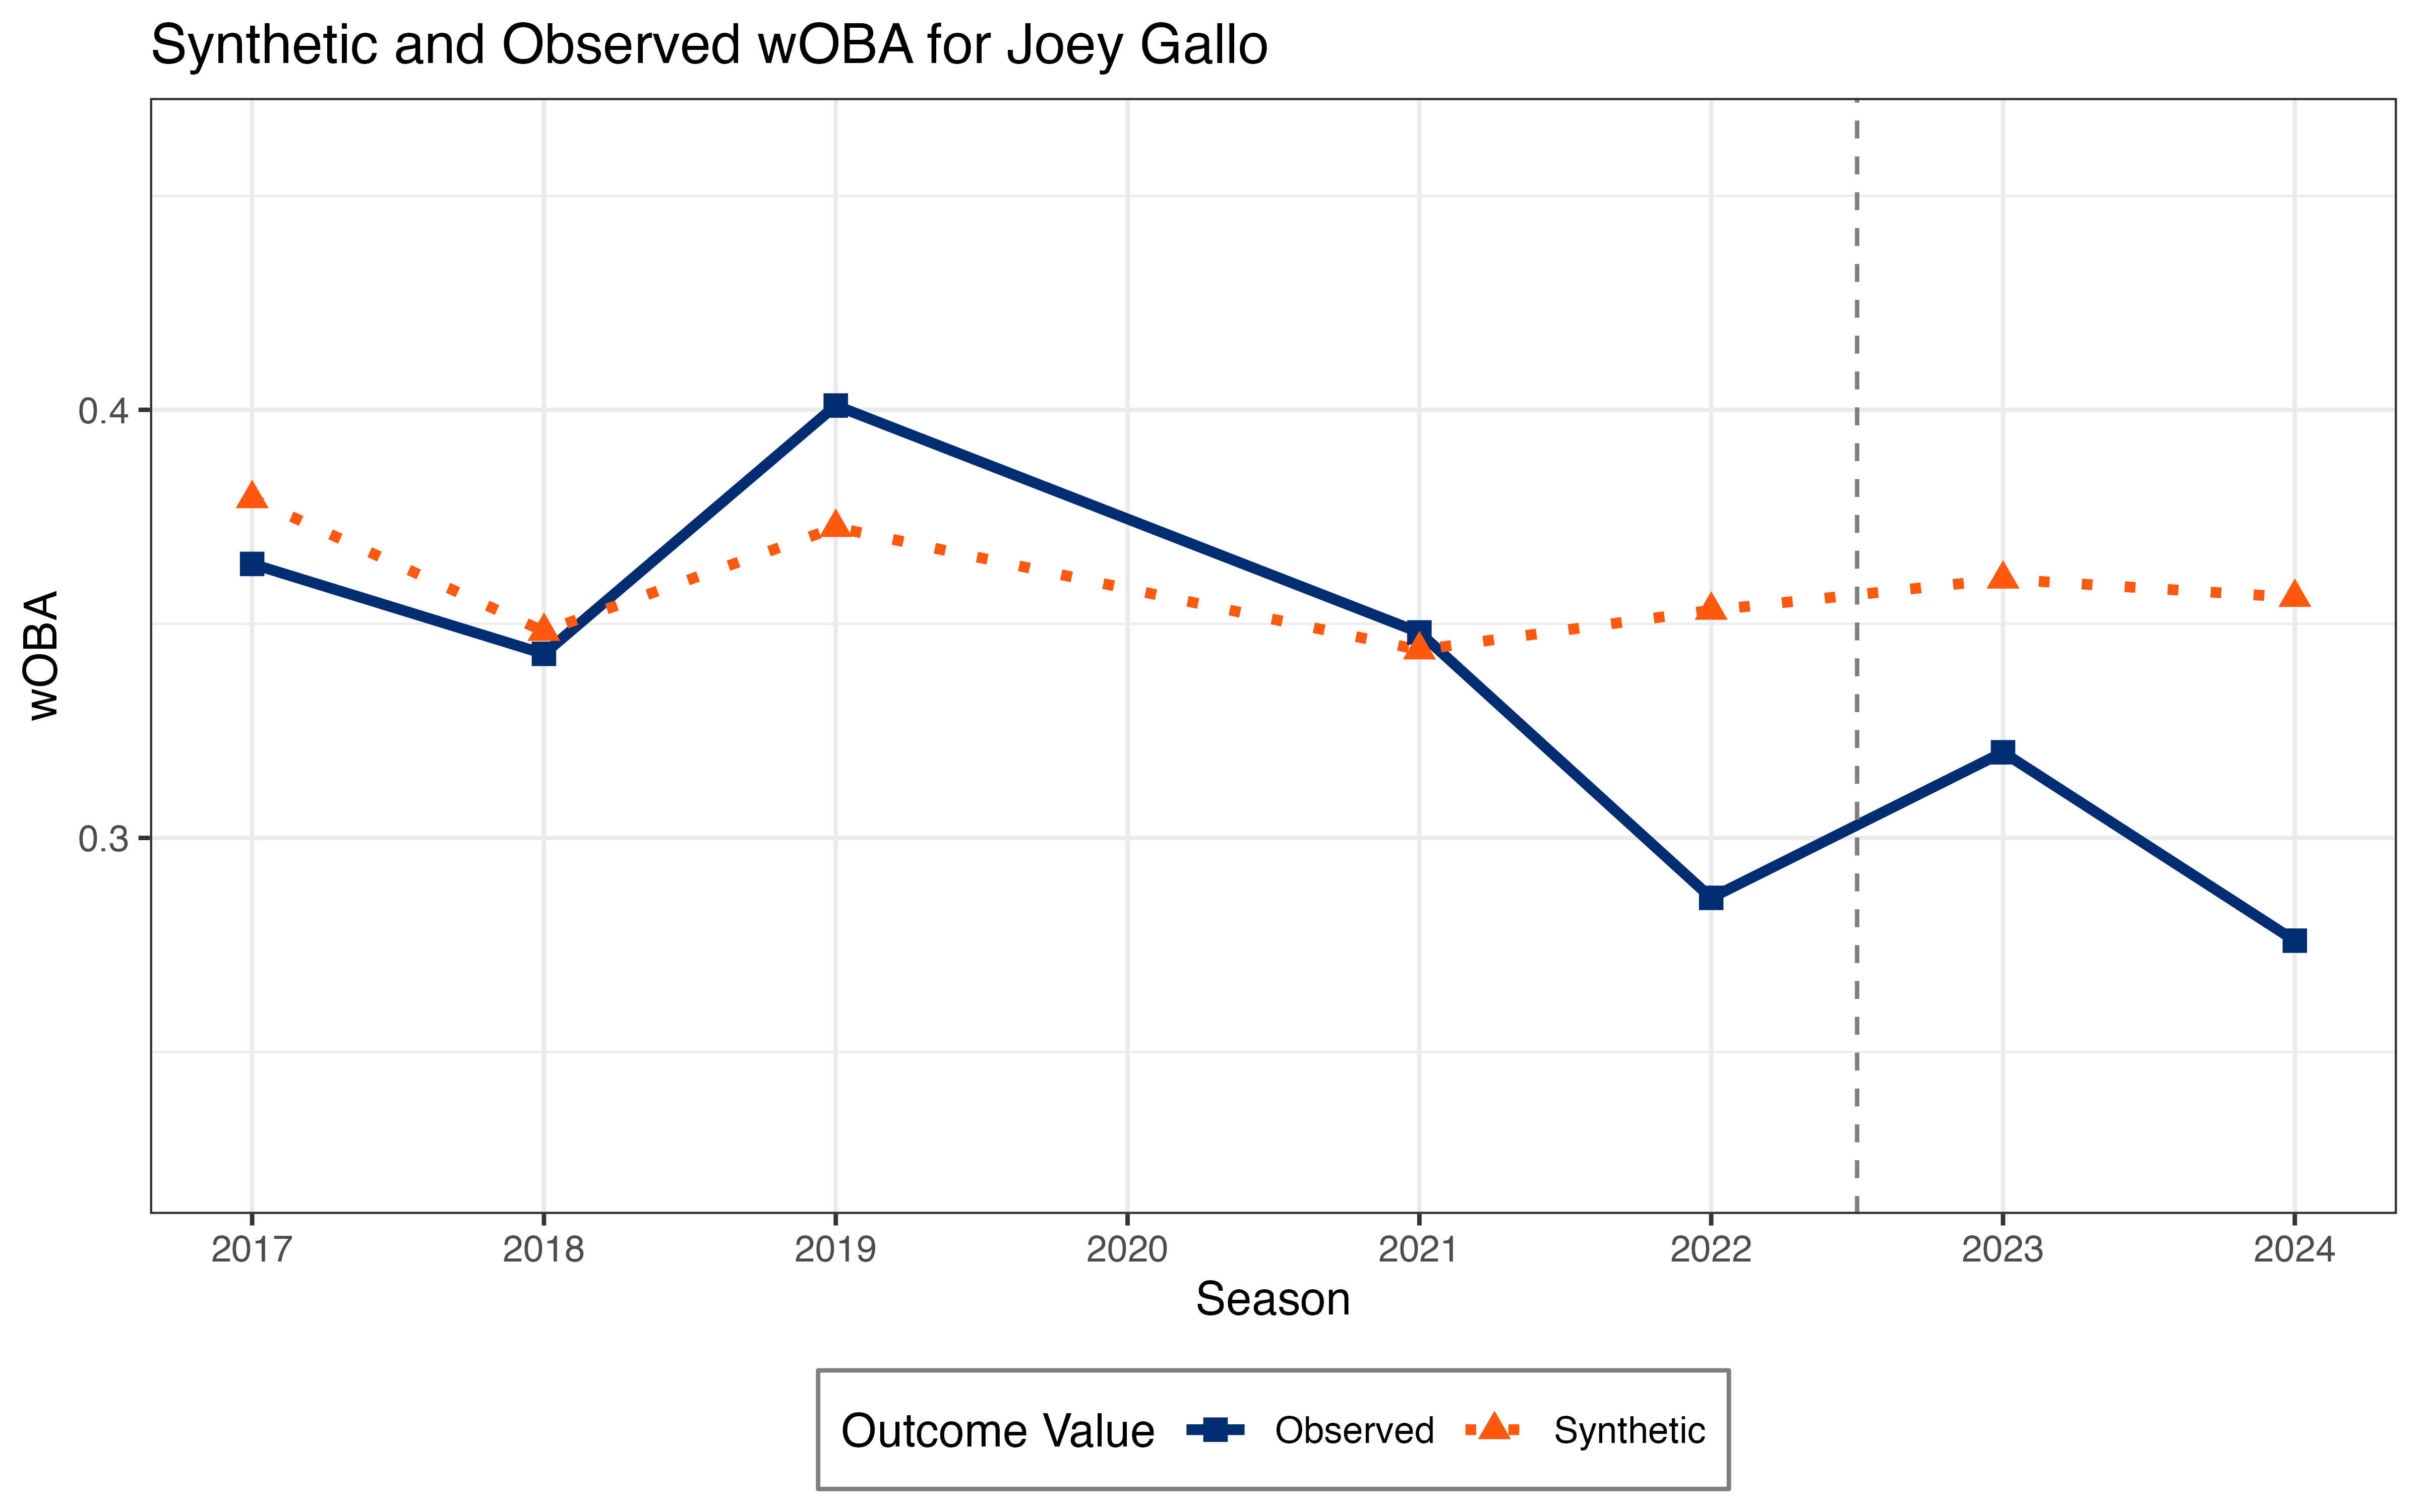 Synthetic and Observed wOBA for Joey Gallo
wOBA
0.4
0.3
2017 2018 2019 2020 2021 2022 2023 2024
Season
Outcome Value Observed Synthetic